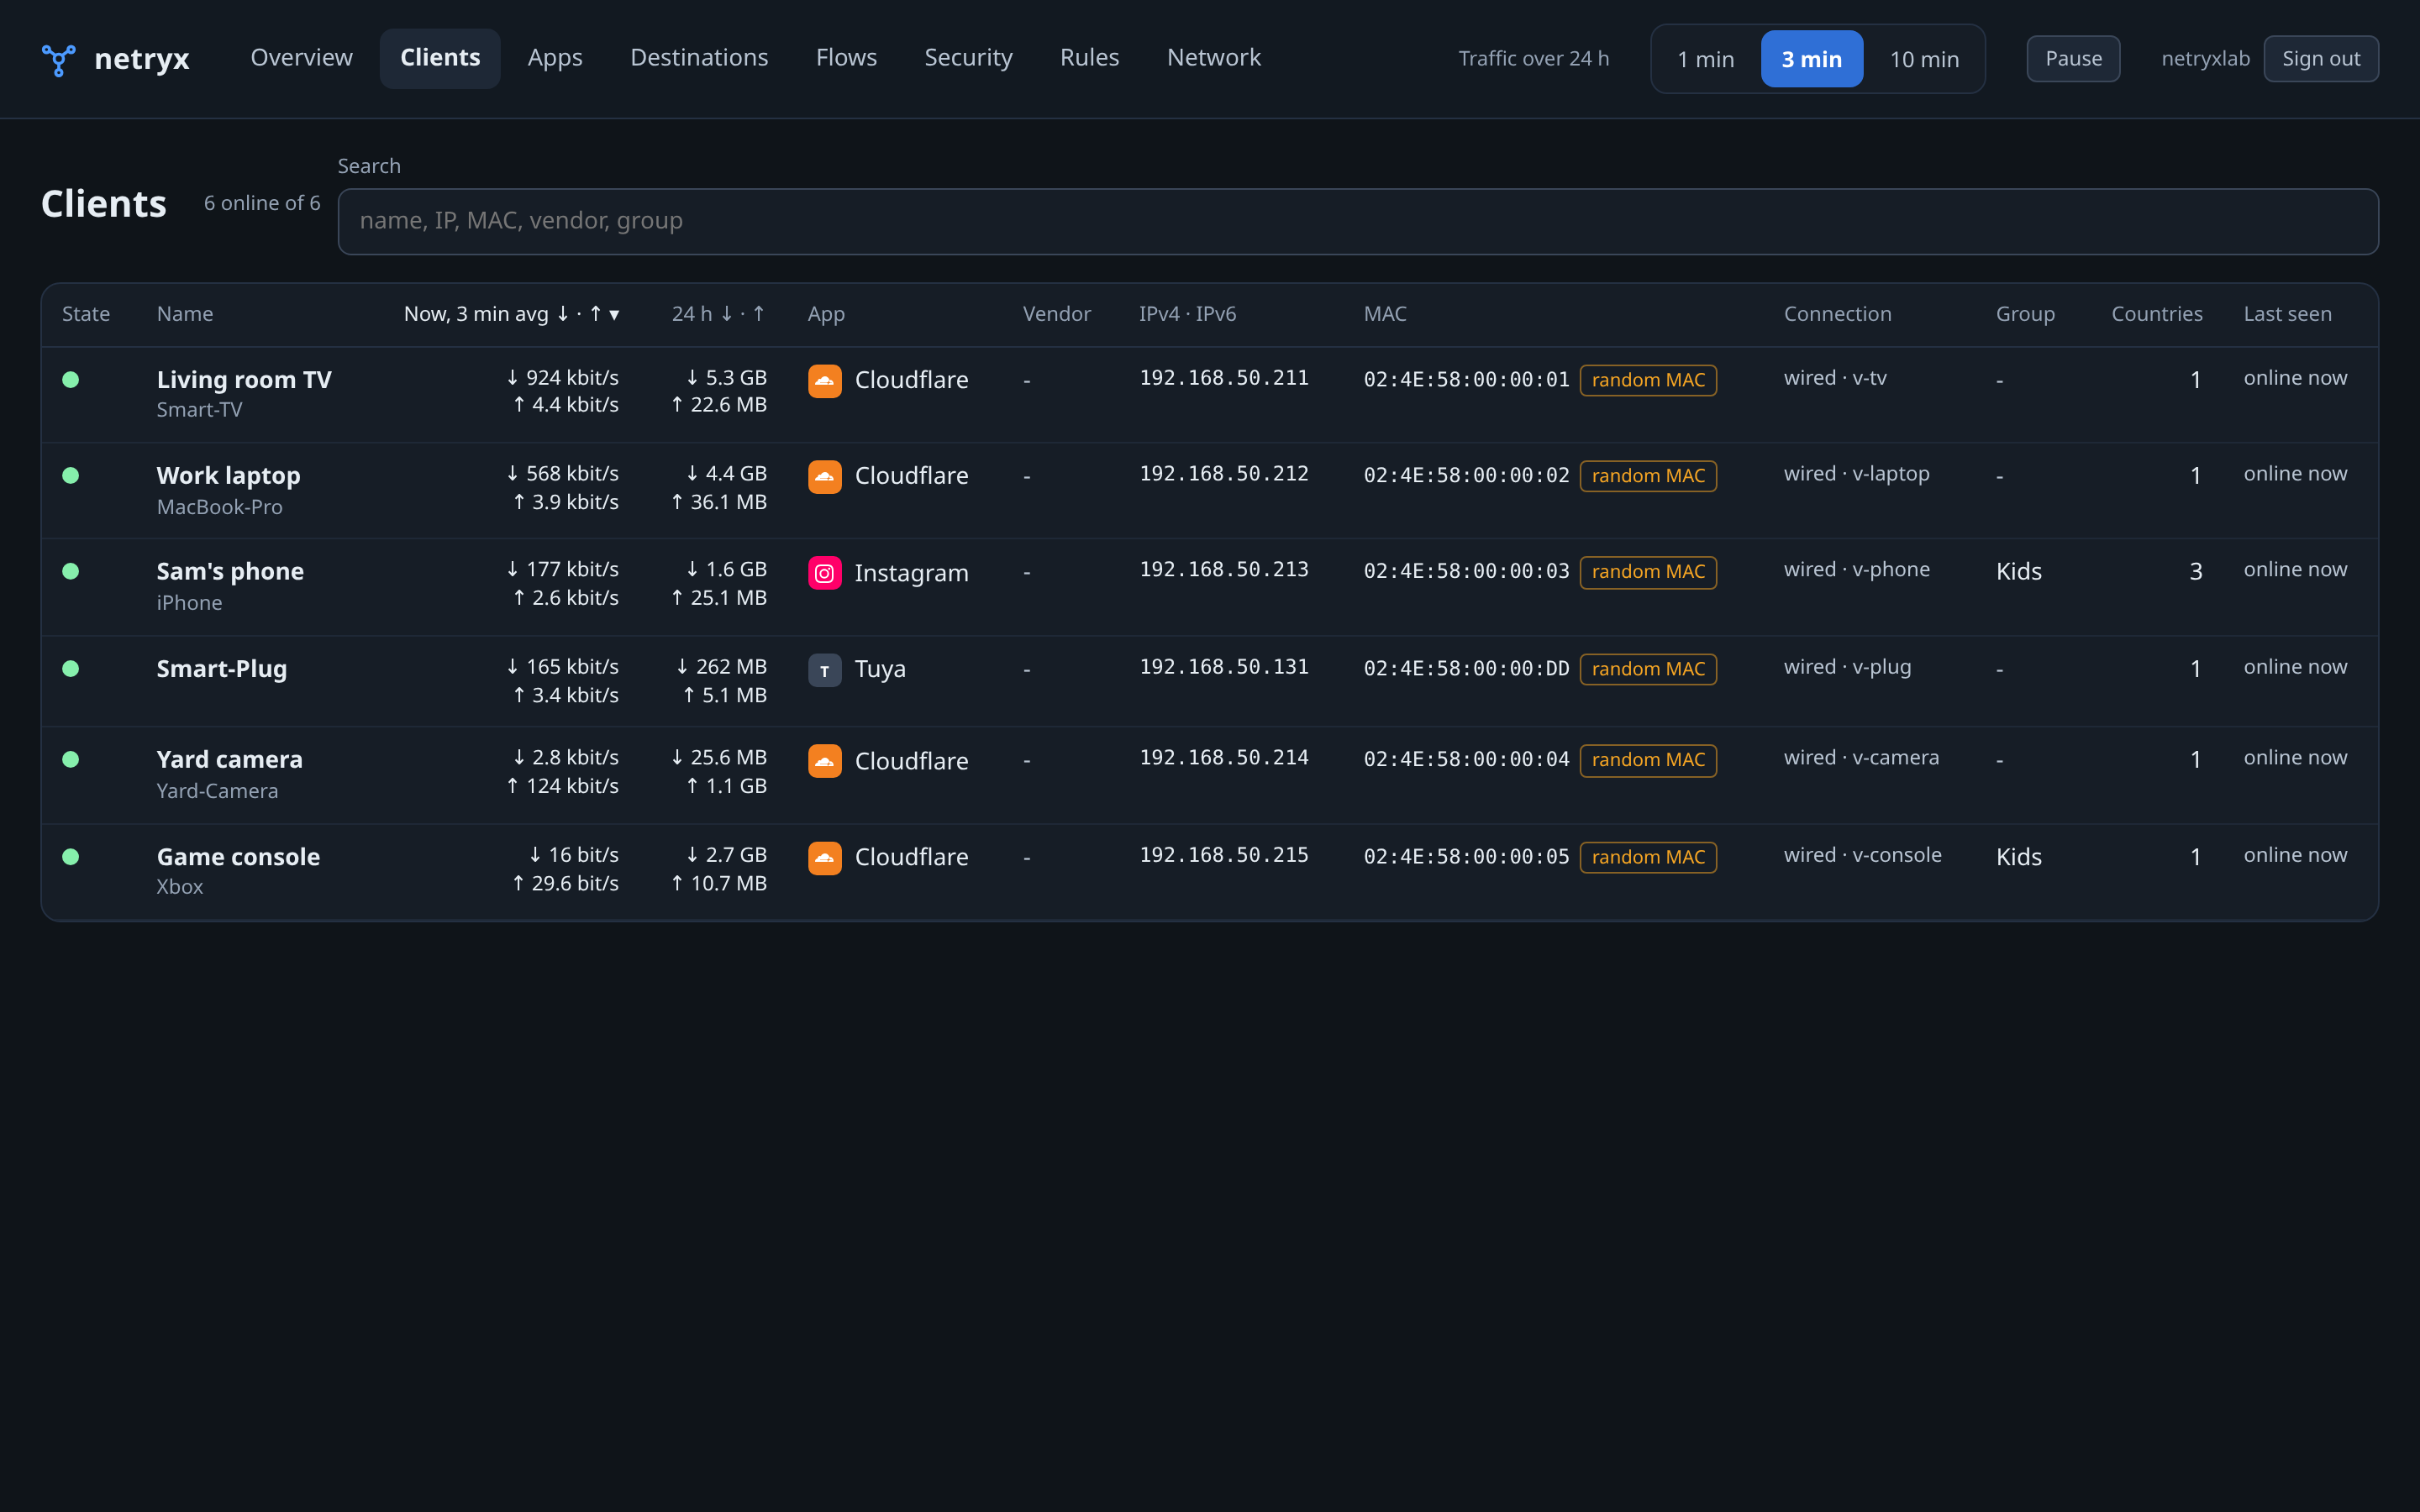 netryx Overview Clients Apps Destinations Flows Security Rules Network Traffic over 24 h 1 min 3 min 10 min Pause netryxlab Sign out
Search
Clients 6 online of 6 name, IP, MAC, vendor, group
State Name Now, 3 min avg ↓ · ↑ ▾ 24 h ↓ · ↑ App Vendor IPv4 · IPv6 MAC Connection Group Countries Last seen
Living room TV ↓ 924 kbit/s ↓ 5.3 GB Cloudflare - 192.168.50.211 02:4E:58:00:00:01 random MAC wired · v-tv - 1 online now
Smart-TV ↑ 4.4 kbit/s ↑ 22.6 MB
Work laptop ↓ 568 kbit/s ↓ 4.4 GB Cloudflare - 192.168.50.212 02:4E:58:00:00:02 random MAC wired · v-laptop - 1 online now
MacBook-Pro ↑ 3.9 kbit/s ↑ 36.1 MB
Sam's phone ↓ 177 kbit/s ↓ 1.6 GB Instagram - 192.168.50.213 02:4E:58:00:00:03 random MAC wired · v-phone Kids 3 online now
iPhone ↑ 2.6 kbit/s ↑ 25.1 MB
Smart-Plug ↓ 165 kbit/s ↓ 262 MB T Tuya - 192.168.50.131 02:4E:58:00:00:DD random MAC wired · v-plug - 1 online now
↑ 3.4 kbit/s ↑ 5.1 MB
Yard camera ↓ 2.8 kbit/s ↓ 25.6 MB Cloudflare - 192.168.50.214 02:4E:58:00:00:04 random MAC wired · v-camera - 1 online now
Yard-Camera ↑ 124 kbit/s ↑ 1.1 GB
Game console ↓ 16 bit/s ↓ 2.7 GB Cloudflare - 192.168.50.215 02:4E:58:00:00:05 random MAC wired · v-console Kids 1 online now
Xbox ↑ 29.6 bit/s ↑ 10.7 MB